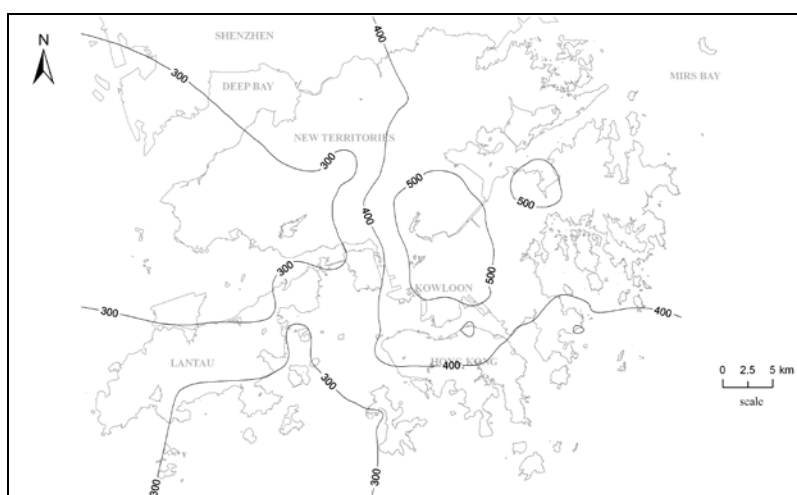 N
SHENZHEN
400
300
DEEP BAY
MIRS BAY
NEW TERRITORIES
300
500
500
400
300
500
KOWLOON
300
400
LANTAU
HONG KONG
400
300
0 2.5 5 km
scale
300
300